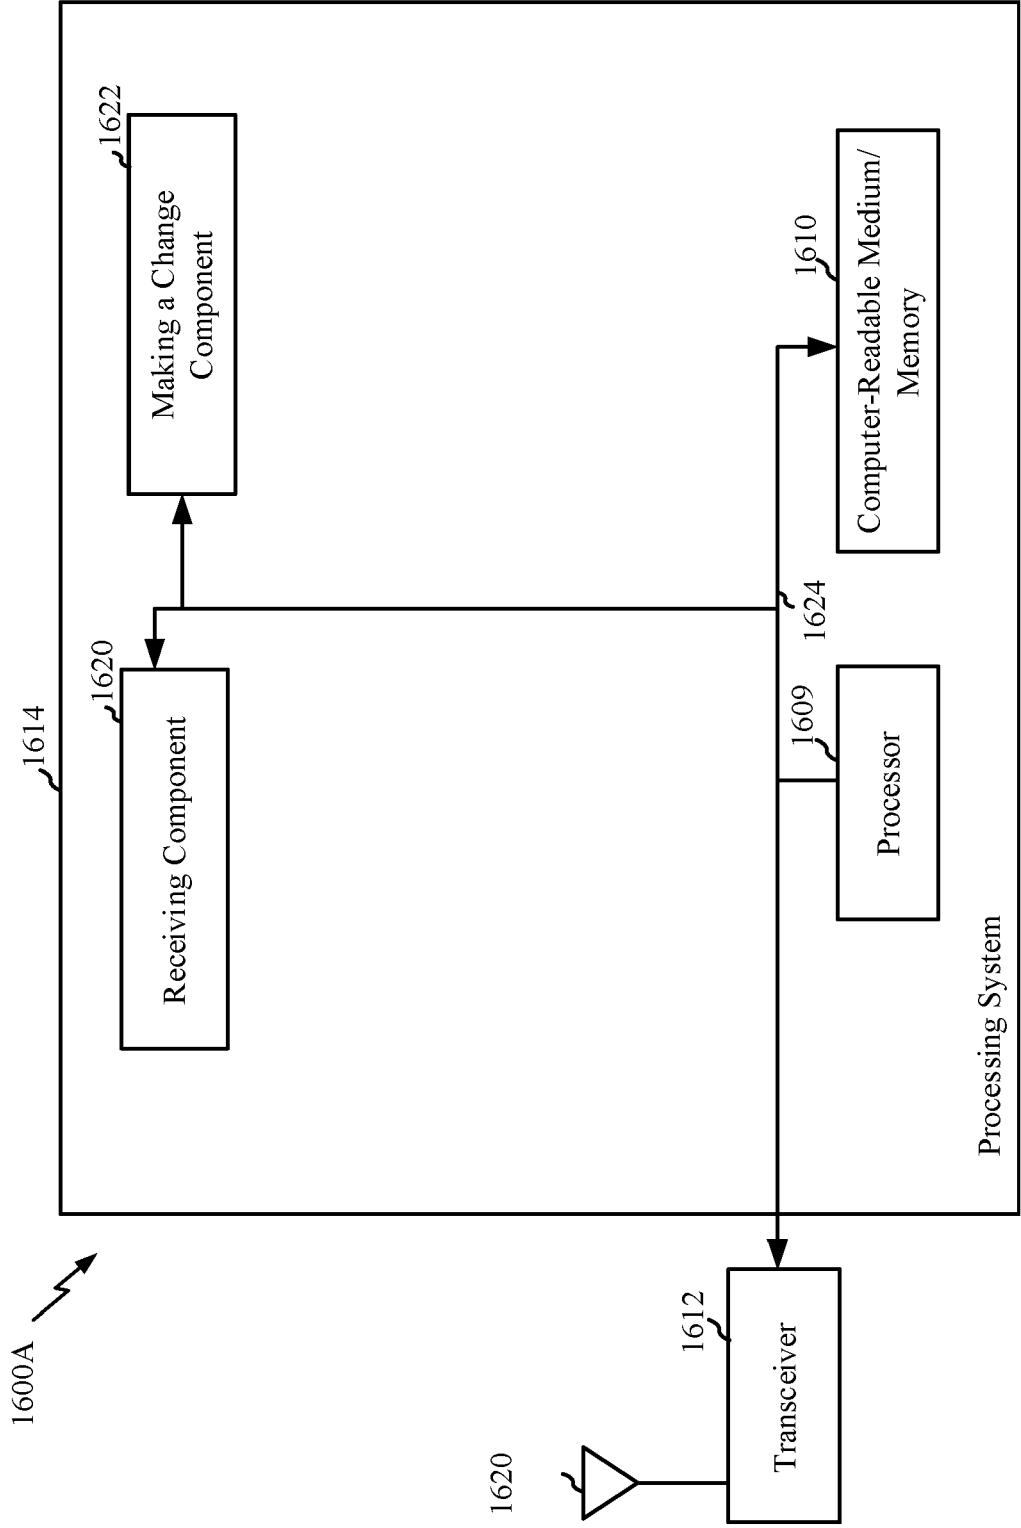 1600A
1614
1620
Receiving Component
1622
Making a Change
Component
1620
1612
Transceiver
1624
1609
Processor
1610
Computer-Readable Medium/
Memory
Processing System